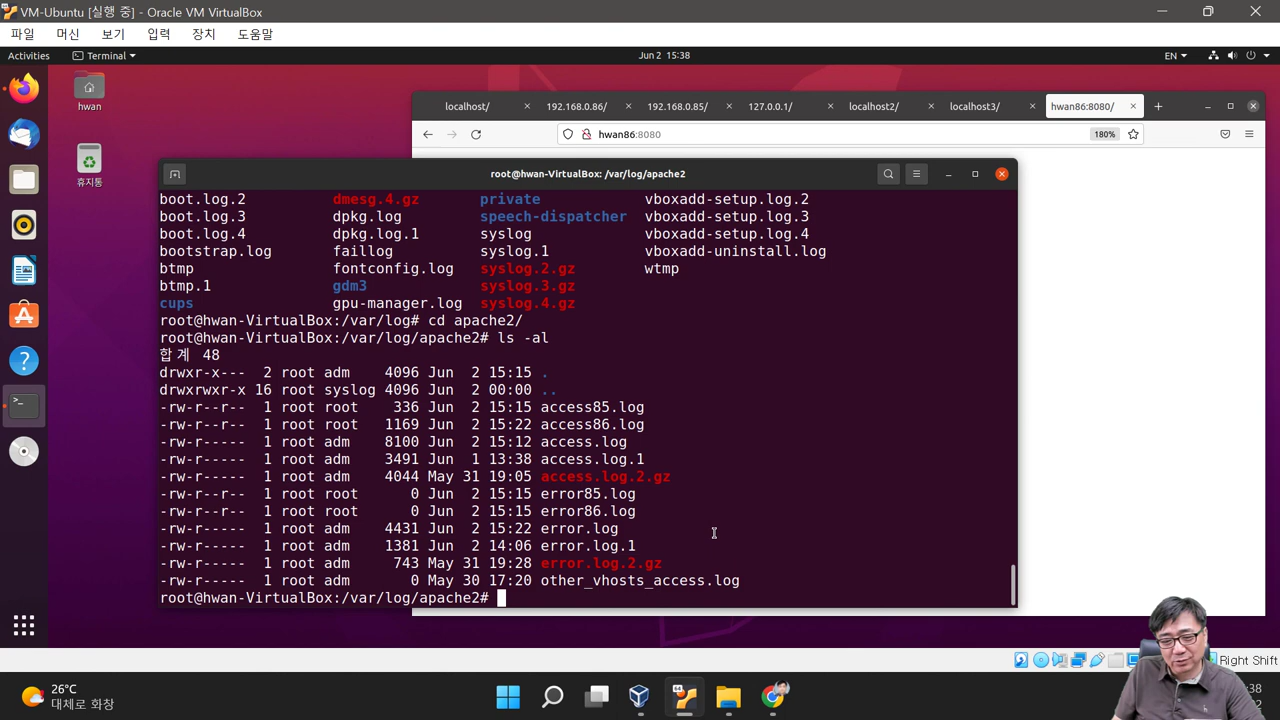 VM-Ubuntu [실행 중] - Oracle VM VirtualBox
파일 머신 보기 입력 장치 도움말
Activities Terminal Jun 2 15:38 EN
hwan
휴지통
localhost/ 192.168.0.86/ 192.168.0.85/ 127.0.0.1/ localhost2/ localhost3/ hwan86:8080/
hwan86:8080 180%
root@hwan-VirtualBox: /var/log/apache2
boot.log.2 dmesg.4.gz private vboxadd-setup.log.2
boot.log.3 dpkg.log speech-dispatcher vboxadd-setup.log.3
boot.log.4 dpkg.log.1 syslog vboxadd-setup.log.4
bootstrap.log faillog syslog.1 vboxadd-uninstall.log
btmp fontconfig.log syslog.2.gz wtmp
btmp.1 gdm3 syslog.3.gz
cups gpu-manager.log syslog.4.gz
root@hwan-VirtualBox:/var/log# cd apache2/
root@hwan-VirtualBox:/var/log/apache2# ls -al
합계 48
drwxr-x--- 2 root adm 4096 Jun 2 15:15 .
drwxrwxr-x 16 root syslog 4096 Jun 2 00:00 ..
-rw-r--r-- 1 root root 336 Jun 2 15:15 access85.log
-rw-r--r-- 1 root root 1169 Jun 2 15:22 access86.log
-rw-r----- 1 root adm 8100 Jun 2 15:12 access.log
-rw-r----- 1 root adm 3491 Jun 1 13:38 access.log.1
-rw-r----- 1 root adm 4044 May 31 19:05 access.log.2.gz
-rw-r--r-- 1 root root 0 Jun 2 15:15 error85.log
-rw-r--r-- 1 root root 0 Jun 2 15:15 error86.log
-rw-r----- 1 root adm 4431 Jun 2 15:22 error.log
-rw-r----- 1 root adm 1381 Jun 2 14:06 error.log.1
-rw-r----- 1 root adm 743 May 31 19:28 error.log.2.gz
-rw-r----- 1 root adm 0 May 30 17:20 other_vhosts_access.log
root@hwan-VirtualBox:/var/log/apache2#
Right Shift
26°C
대체로 화창